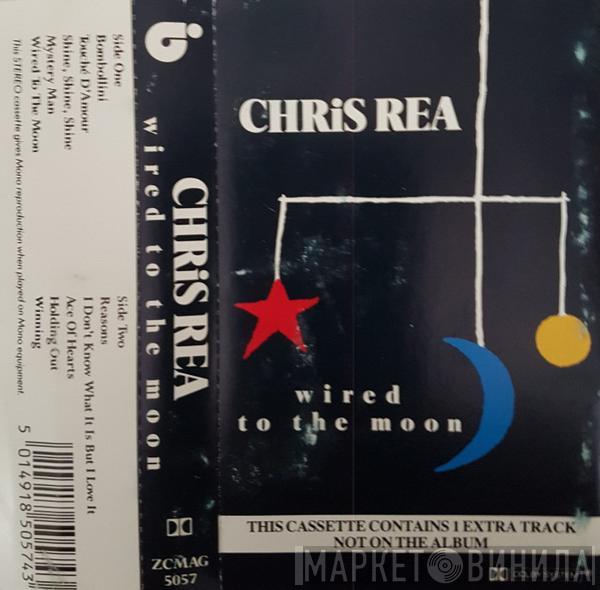 Side One
Bombollini
Touché D'Amour
Shine, Shine, Shine
Mystery Man
Wired To The Moon
Side Two
Reasons
I Don't Know What It Is But I Love It
Ace Of Hearts
Holding Out
Winning
This STEREO cassette gives Mono reproduction when played on Mono equipment.
5 014918 505743
wired to the moon
CHRiS REA
ZCMAG
5057
CHRiS REA
wired
to the moon
THIS CASSETTE CONTAINS 1 EXTRA TRACK
NOT ON THE ALBUM
DOLBY SYSTEM
МАРКЕТ ВИНИЛА